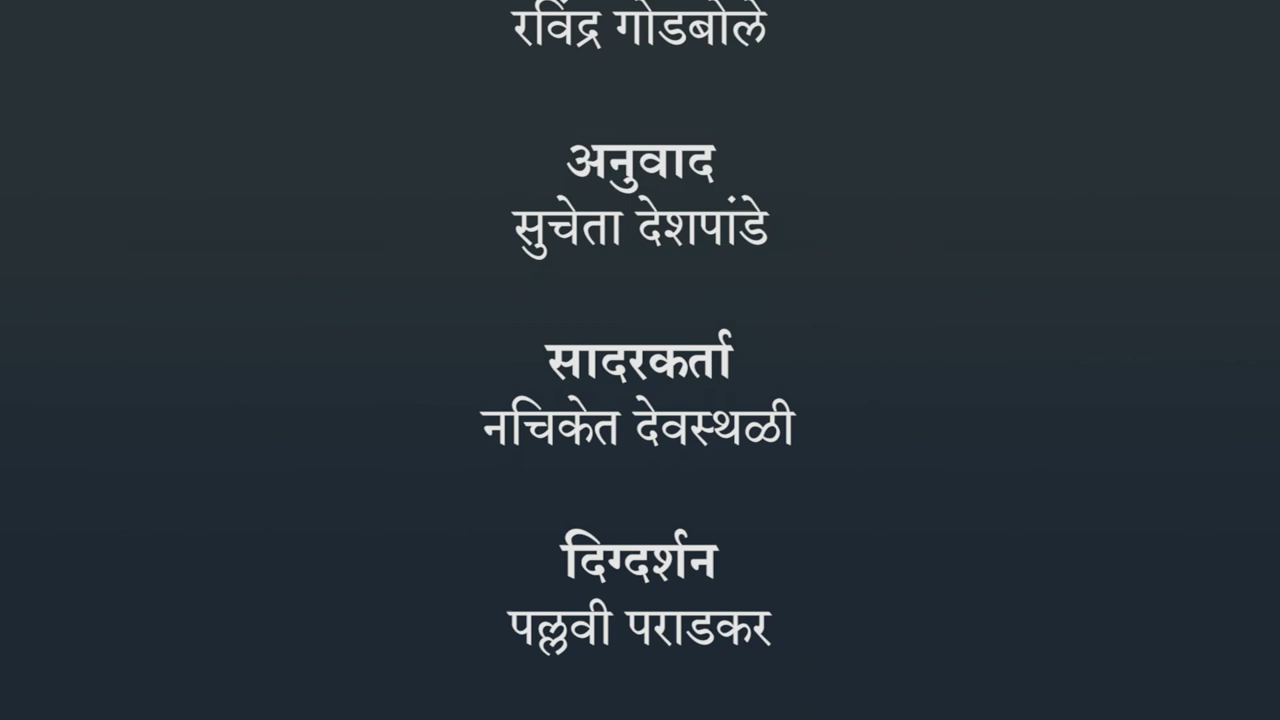 रविंद्र गोडबोले
अनुवाद
सुचेता देशपांडे
सादरकर्ता
नचिकेत देवस्थळी
दिग्दर्शन
पल्लवी पराडकर